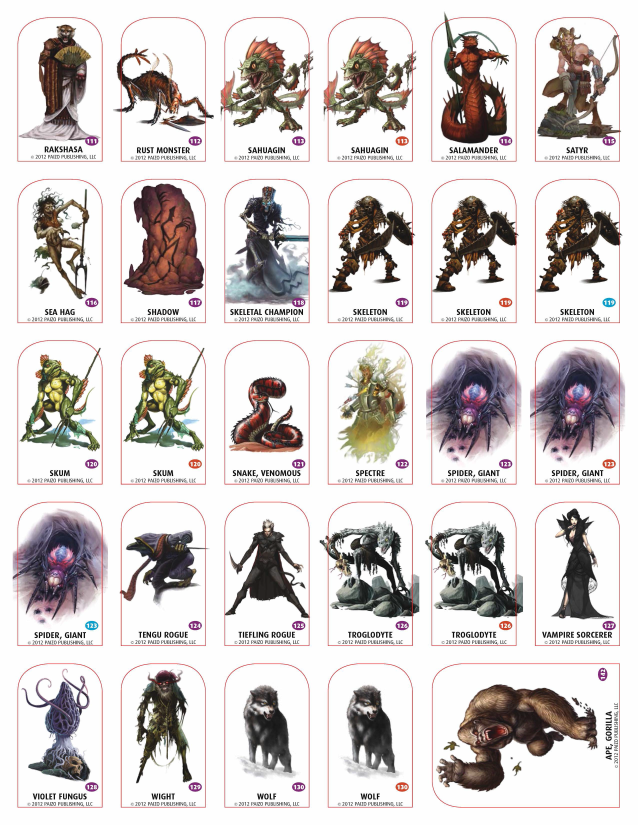 111
RAKSHASA
© 2012 PAIZO PUBLISHING, LLC
112
RUST MONSTER
© 2012 PAIZO PUBLISHING, LLC
113
SAHUAGIN
© 2012 PAIZO PUBLISHING, LLC
113
SAHUAGIN
© 2012 PAIZO PUBLISHING, LLC
114
SALAMANDER
© 2012 PAIZO PUBLISHING, LLC
115
SATYR
© 2012 PAIZO PUBLISHING, LLC
116
SEA HAG
© 2012 PAIZO PUBLISHING, LLC
117
SHADOW
© 2012 PAIZO PUBLISHING, LLC
118
SKELETAL CHAMPION
© 2012 PAIZO PUBLISHING, LLC
119
SKELETON
© 2012 PAIZO PUBLISHING, LLC
119
SKELETON
© 2012 PAIZO PUBLISHING, LLC
119
SKELETON
© 2012 PAIZO PUBLISHING, LLC
120
SKUM
© 2012 PAIZO PUBLISHING, LLC
120
SKUM
© 2012 PAIZO PUBLISHING, LLC
121
SNAKE, VENOMOUS
© 2012 PAIZO PUBLISHING, LLC
122
SPECTRE
© 2012 PAIZO PUBLISHING, LLC
123
SPIDER, GIANT
© 2012 PAIZO PUBLISHING, LLC
123
SPIDER, GIANT
© 2012 PAIZO PUBLISHING, LLC
123
SPIDER, GIANT
© 2012 PAIZO PUBLISHING, LLC
124
TENGU ROGUE
© 2012 PAIZO PUBLISHING, LLC
125
TIEFLING ROGUE
© 2012 PAIZO PUBLISHING, LLC
126
TROGLODYTE
© 2012 PAIZO PUBLISHING, LLC
126
TROGLODYTE
© 2012 PAIZO PUBLISHING, LLC
127
VAMPIRE SORCERER
© 2012 PAIZO PUBLISHING, LLC
128
VIOLET FUNGUS
© 2012 PAIZO PUBLISHING, LLC
129
WIGHT
© 2012 PAIZO PUBLISHING, LLC
130
WOLF
© 2012 PAIZO PUBLISHING, LLC
130
WOLF
© 2012 PAIZO PUBLISHING, LLC
APE, GORILLA
© 2012 PAIZO PUBLISHING, LLC